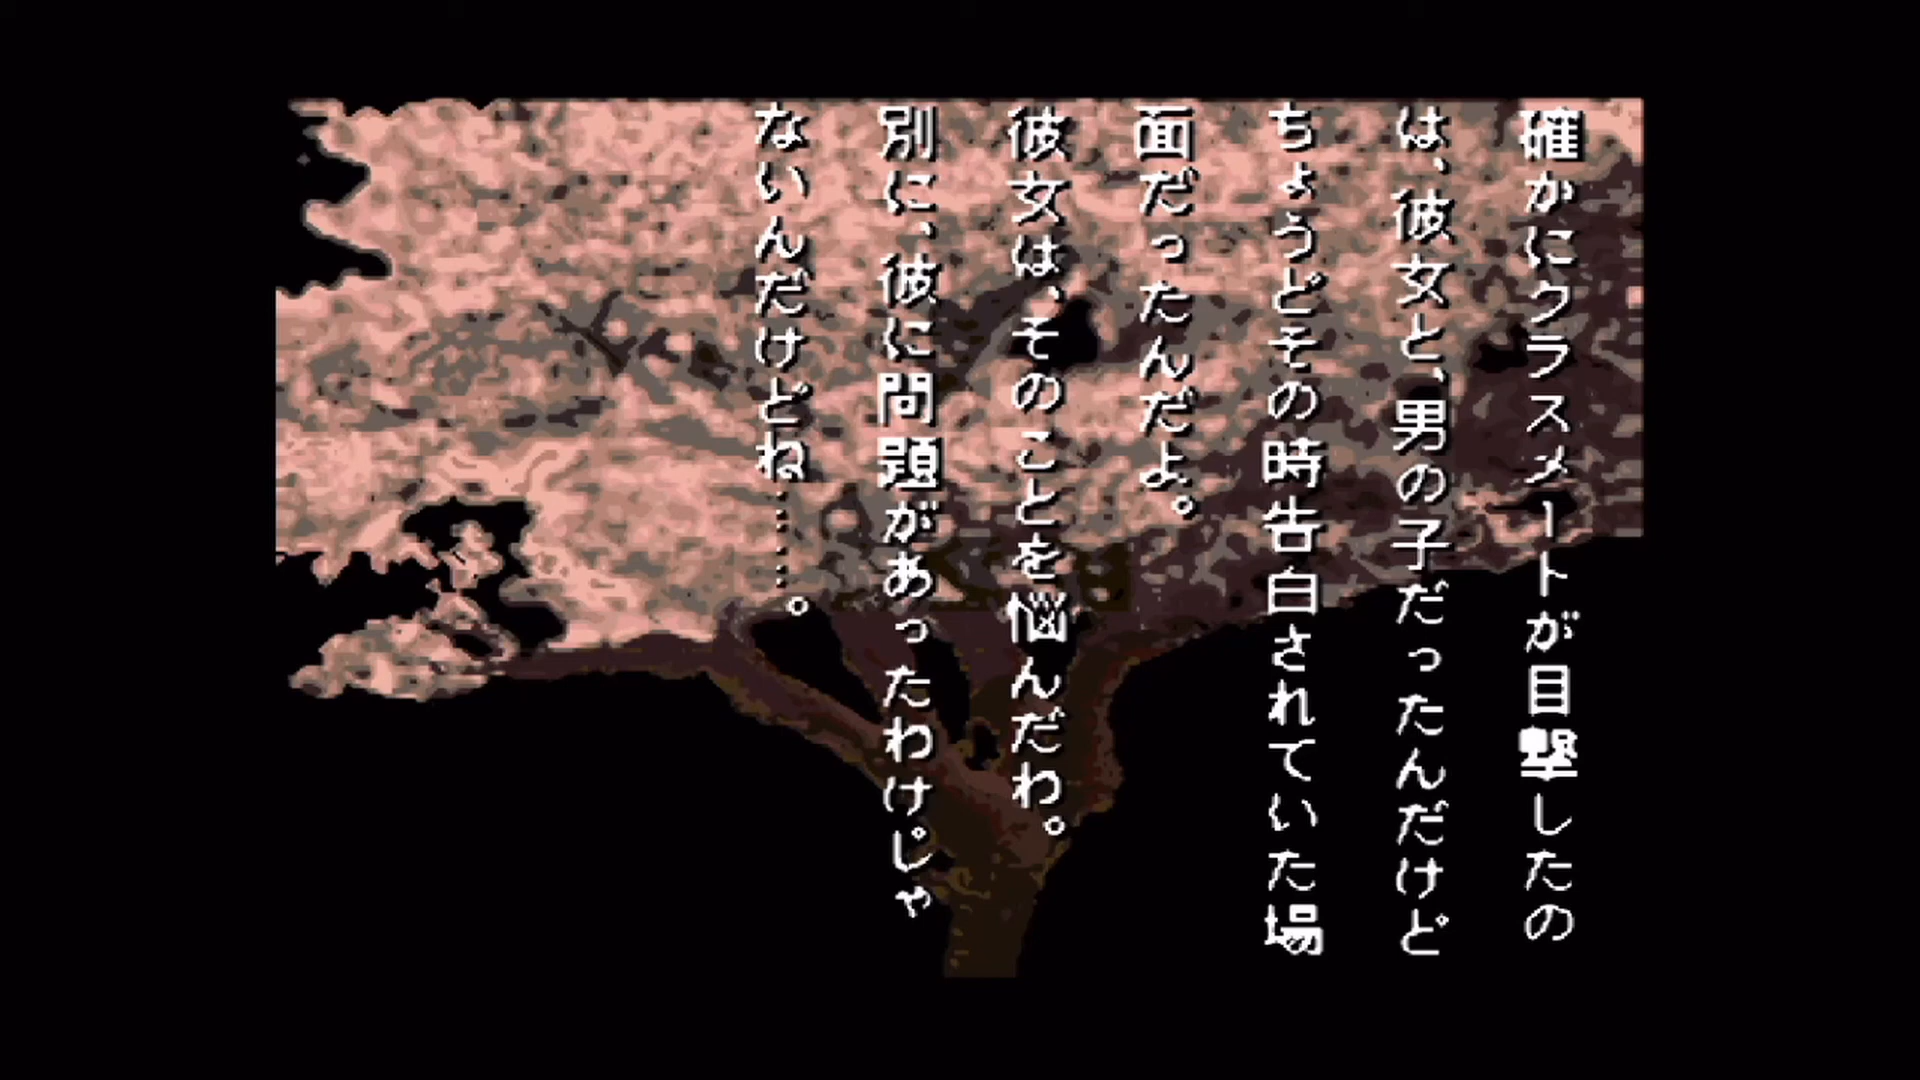 確かにクラスメートが目撃したの
は、彼女と、男の子だったんだけど
ちょうどその時告白されていた場
面だったんだよ。
彼女は、そのことを悩んだわ。
別に、彼に問題があったわけじゃ
ないんだけどね……。